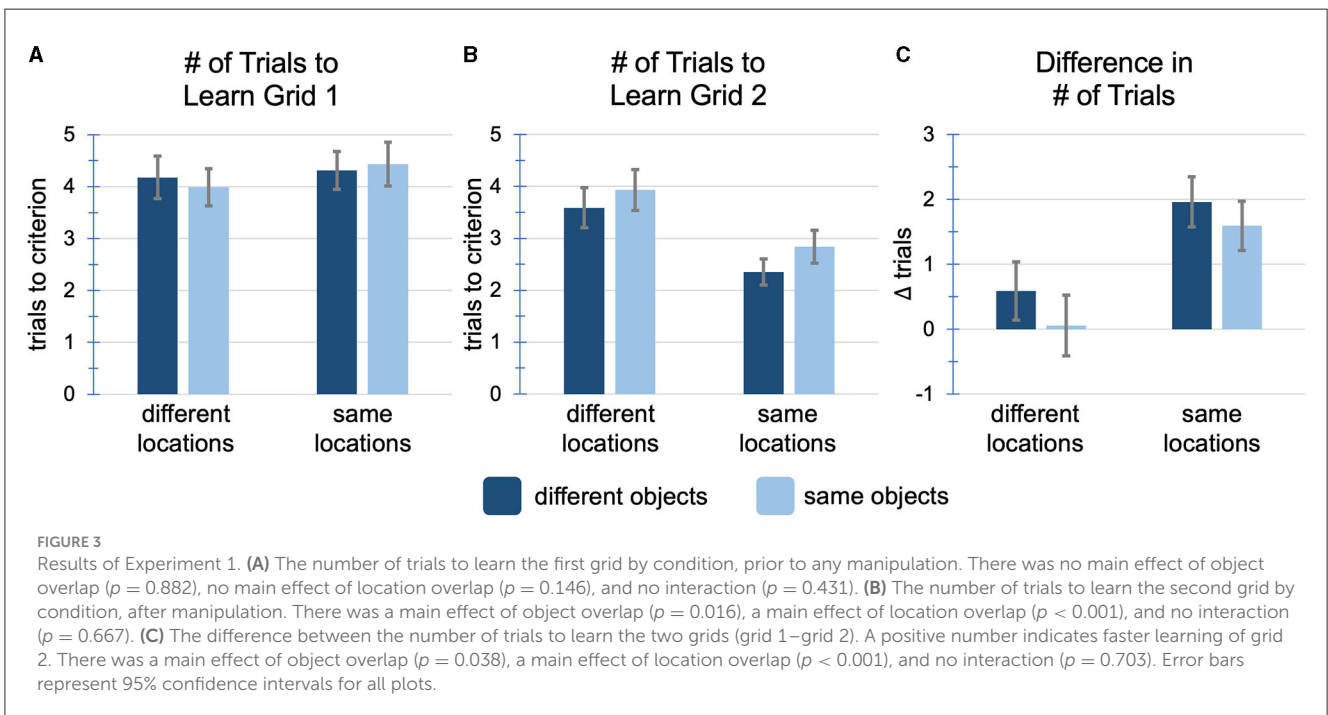 A
# of Trials to
Learn Grid 1
trials to criterion
5
4
3
2
1
0
different
locations
same
locations
B
# of Trials to
Learn Grid 2
trials to criterion
5
4
3
2
1
0
different
locations
same
locations
C
Difference in
# of Trials
Δ trials
3
2
1
0
-1
different
locations
same
locations
different objects
same objects
FIGURE 3
Results of Experiment 1. (A) The number of trials to learn the first grid by condition, prior to any manipulation. There was no main effect of object
overlap (p = 0.882), no main effect of location overlap (p = 0.146), and no interaction (p = 0.431). (B) The number of trials to learn the second grid by
condition, after manipulation. There was a main effect of object overlap (p = 0.016), a main effect of location overlap (p < 0.001), and no interaction
(p = 0.667). (C) The difference between the number of trials to learn the two grids (grid 1–grid 2). A positive number indicates faster learning of grid
2. There was a main effect of object overlap (p = 0.038), a main effect of location overlap (p < 0.001), and no interaction (p = 0.703). Error bars
represent 95% confidence intervals for all plots.